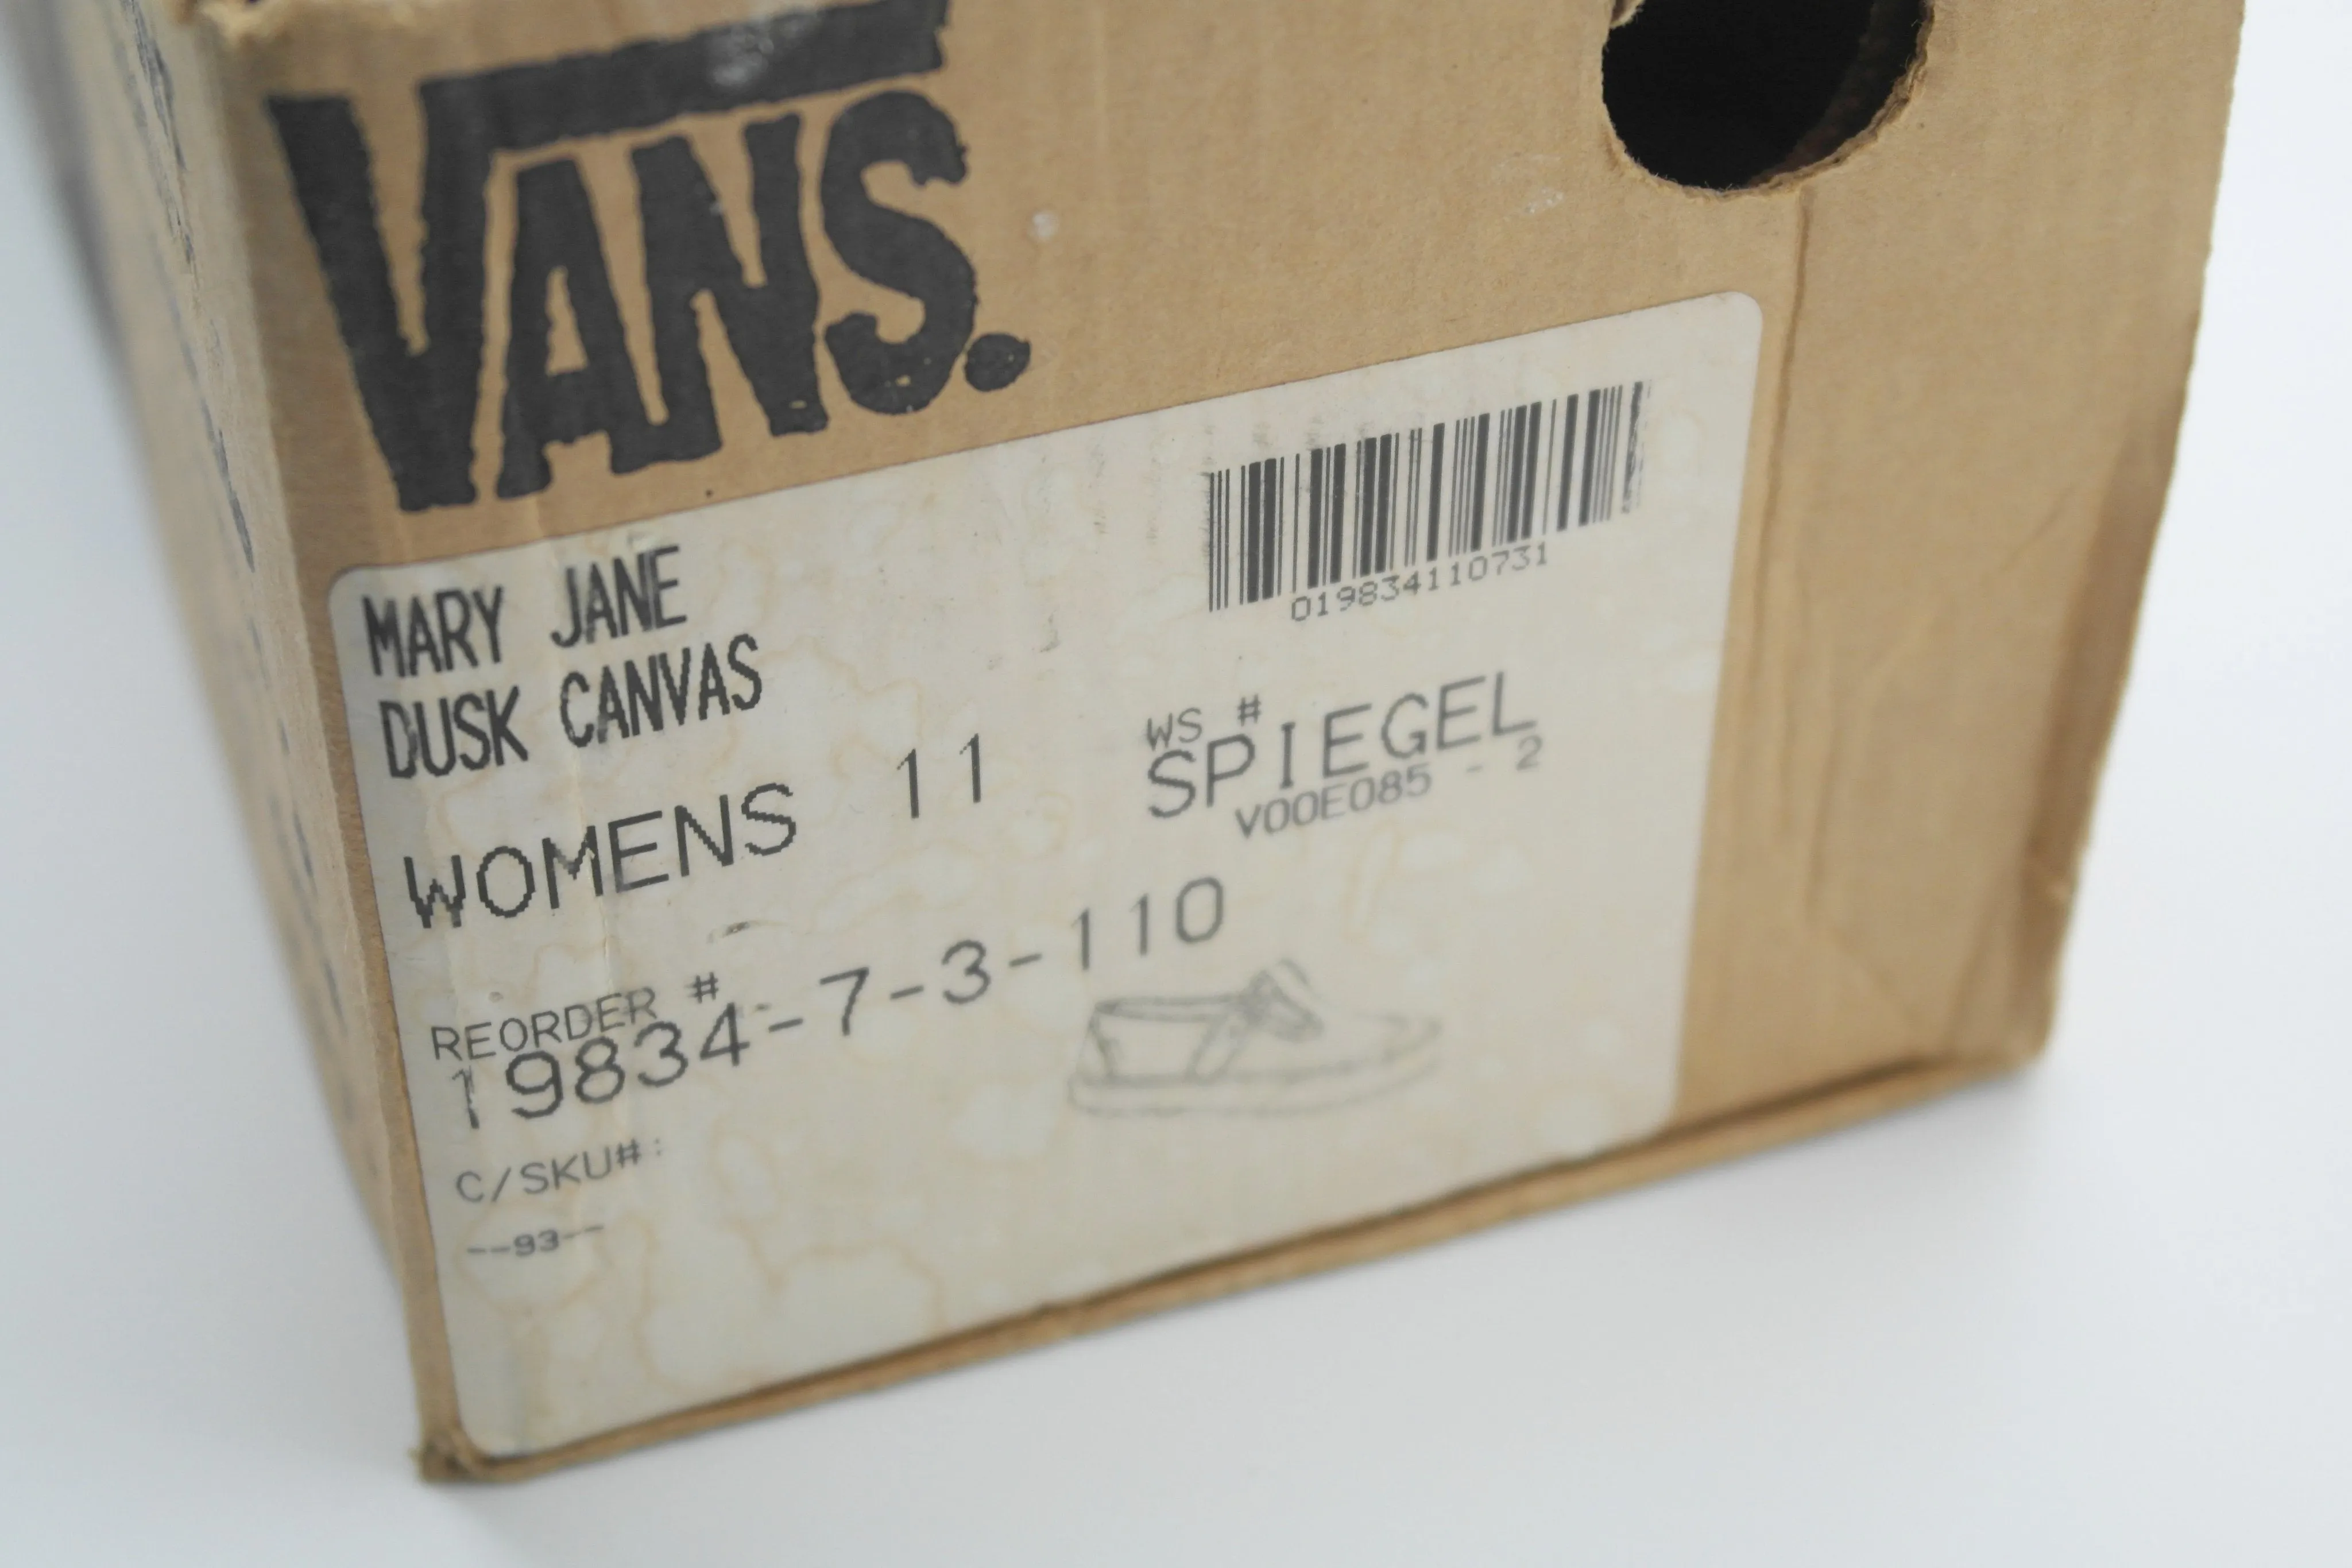 VANS.
MARY JANE
DUSK CANVAS
WOMENS 11
019834110731
WS #
SPIEGEL
V00E085 - 2
REORDER #
19834-7-3-110
C/SKU#:
--93--